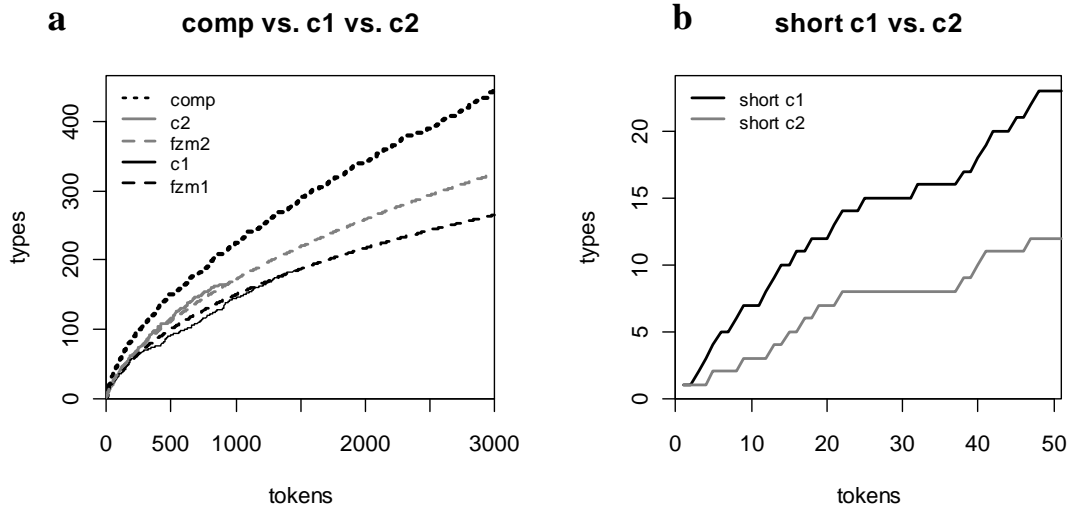 a
comp vs. c1 vs. c2
types
0 100 200 300 400
comp
c2
fzm2
c1
fzm1
0 500 1000 2000 3000
tokens
b
short c1 vs. c2
types
0 5 10 15 20
short c1
short c2
0 10 20 30 40 50
tokens